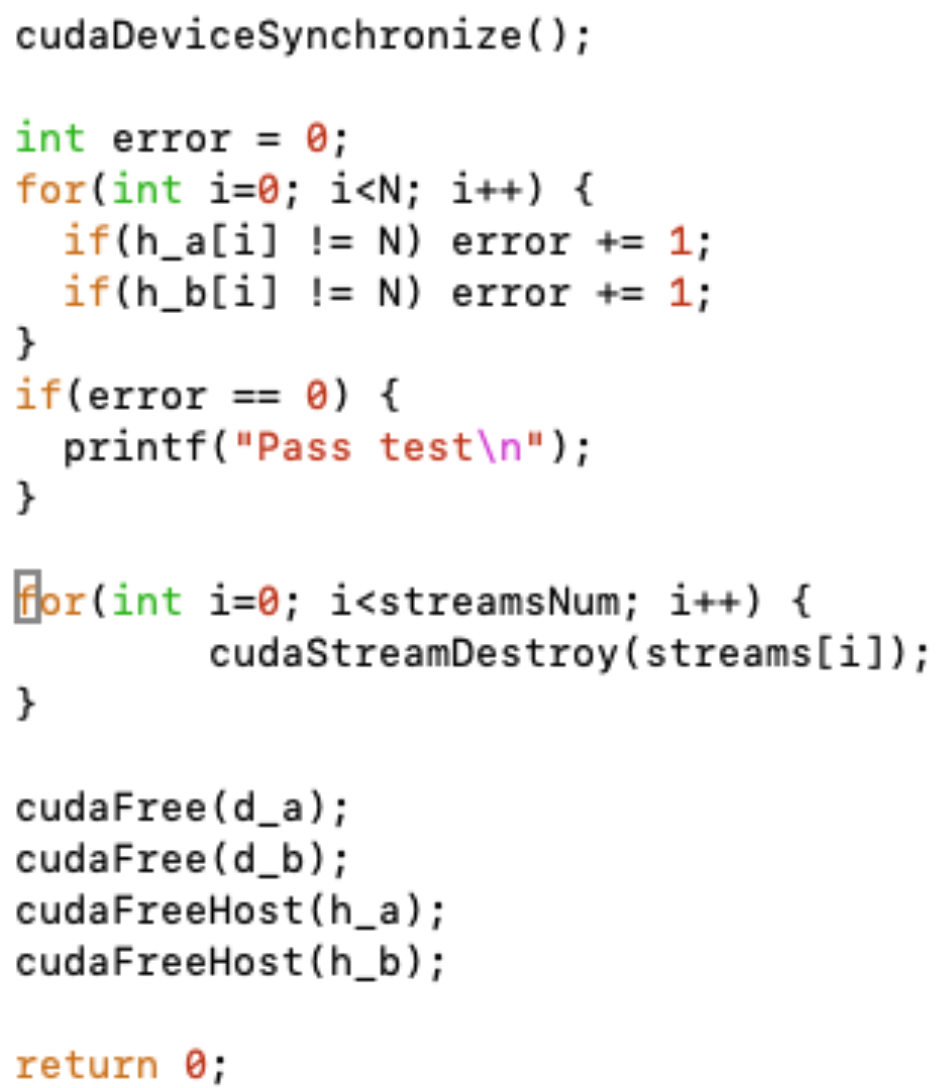 cudaDeviceSynchronize();

int error = 0;
for(int i=0; i<N; i++) {
  if(h_a[i] != N) error += 1;
  if(h_b[i] != N) error += 1;
}
if(error == 0) {
  printf("Pass test\n");
}

for(int i=0; i<streamsNum; i++) {
        cudaStreamDestroy(streams[i]);
}

cudaFree(d_a);
cudaFree(d_b);
cudaFreeHost(h_a);
cudaFreeHost(h_b);

return 0;